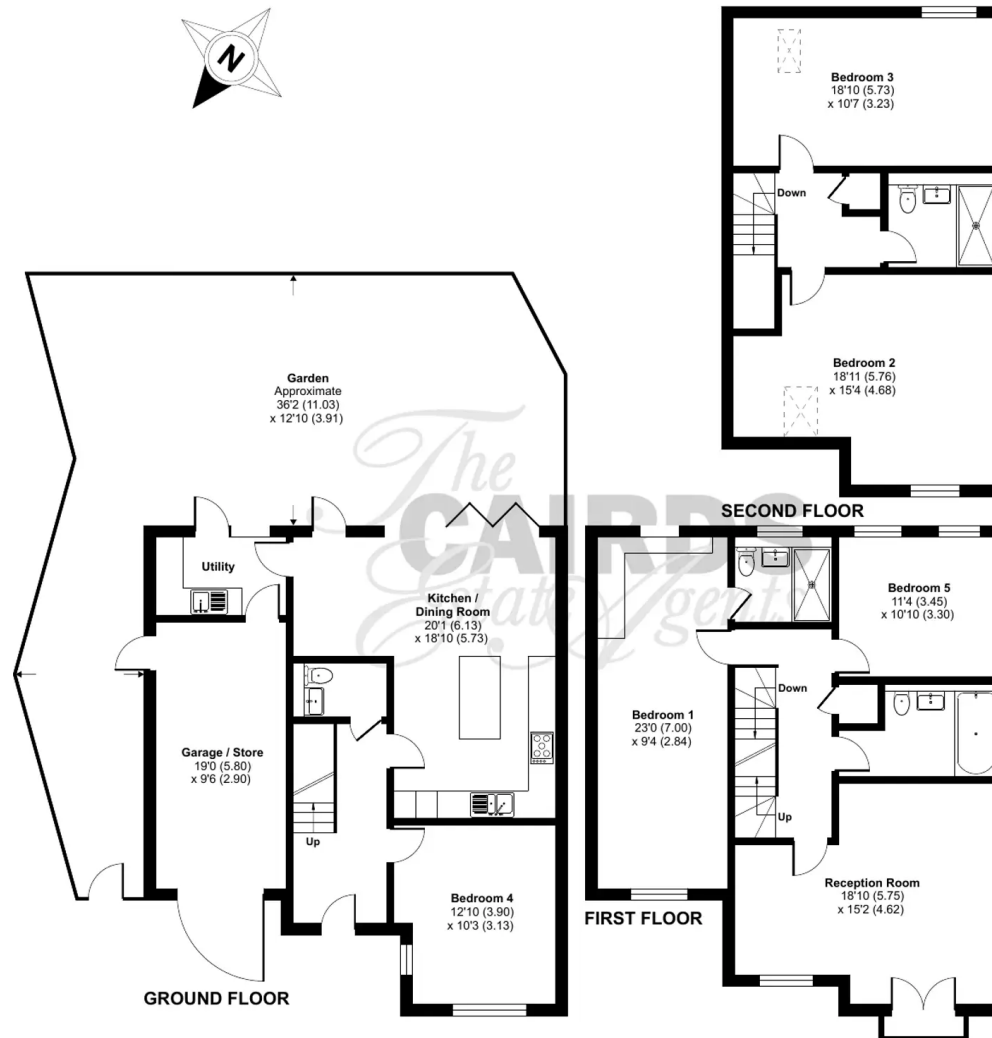 N
Bedroom 3
18'10 (5.73)
x 10'7 (3.23)
Down
Bedroom 2
18'11 (5.76)
x 15'4 (4.68)
SECOND FLOOR
Garden
Approximate
36'2 (11.03)
x 12'10 (3.91)
The
CAIRDS
Estate Agents
Utility
Kitchen /
Dining Room
20'1 (6.13)
x 18'10 (5.73)
Garage / Store
19'0 (5.80)
x 9'6 (2.90)
Up
Bedroom 4
12'10 (3.90)
x 10'3 (3.13)
GROUND FLOOR
Bedroom 5
11'4 (3.45)
x 10'10 (3.30)
Bedroom 1
23'0 (7.00)
x 9'4 (2.84)
Down
Up
Reception Room
18'10 (5.75)
x 15'2 (4.62)
FIRST FLOOR